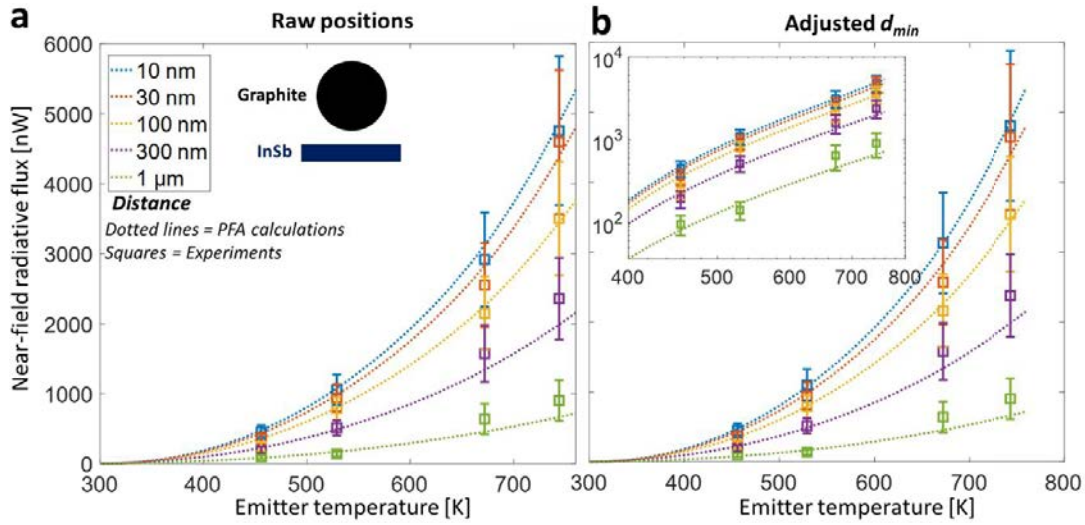 a
Raw positions
b
Adjusted dmin
Near-field radiative flux [nW]
6000
5000
4000
3000
2000
1000
0
10 nm
30 nm
100 nm
300 nm
1 µm
Distance
Dotted lines = PFA calculations
Squares = Experiments
Graphite
InSb
300
400
500
600
700
Emitter temperature [K]
10^4
10^3
10^2
400
500
600
700
800
300
400
500
600
700
800
Emitter temperature [K]